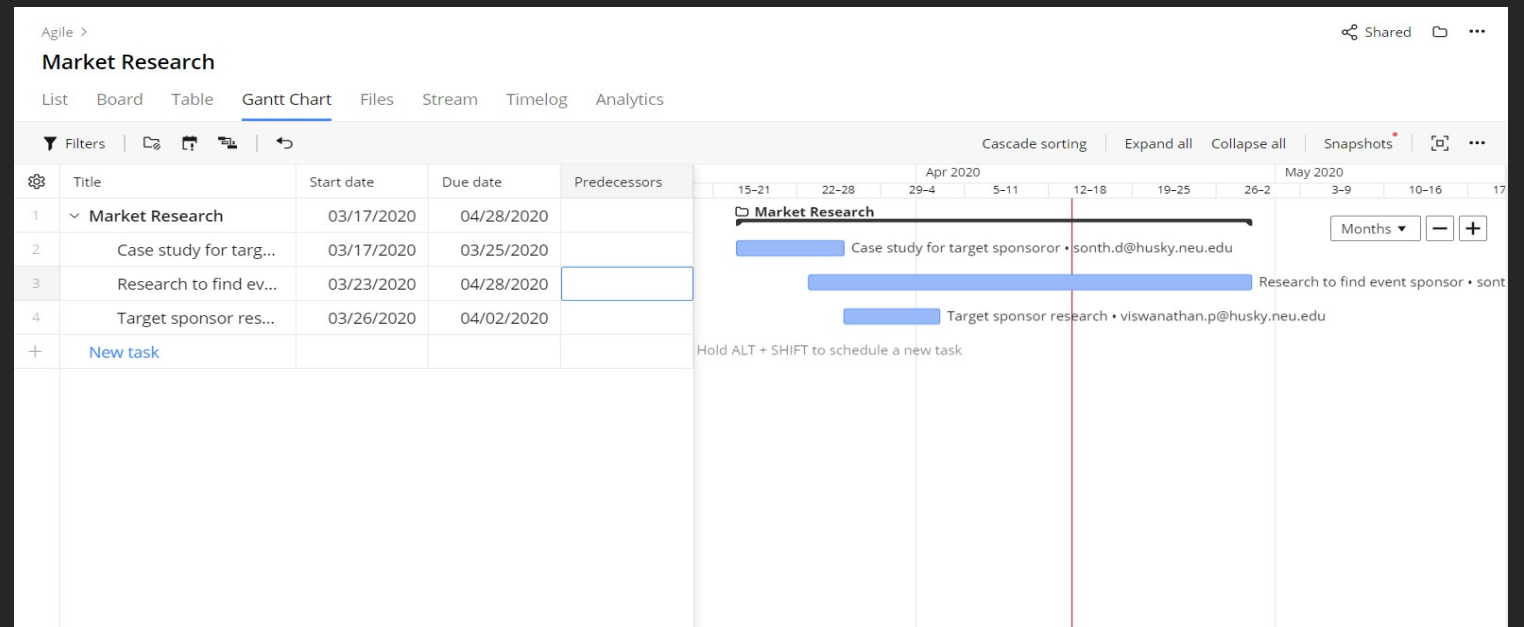 Agile >
Shared
Market Research
List Board Table Gantt Chart Files Stream Timelog Analytics
Filters Cascade sorting Expand all Collapse all Snapshots
Title Start date Due date Predecessors
Apr 2020 May 2020
15–21 22–28 29–4 5–11 12–18 19–25 26–2 3–9 10–16 17
1 Market Research 03/17/2020 04/28/2020
Market Research
Months
2 Case study for targ... 03/17/2020 03/25/2020
Case study for target sponsoror • sonth.d@husky.neu.edu
3 Research to find ev... 03/23/2020 04/28/2020
Research to find event sponsor • sont
4 Target sponsor res... 03/26/2020 04/02/2020
Target sponsor research • viswanathan.p@husky.neu.edu
New task
Hold ALT + SHIFT to schedule a new task